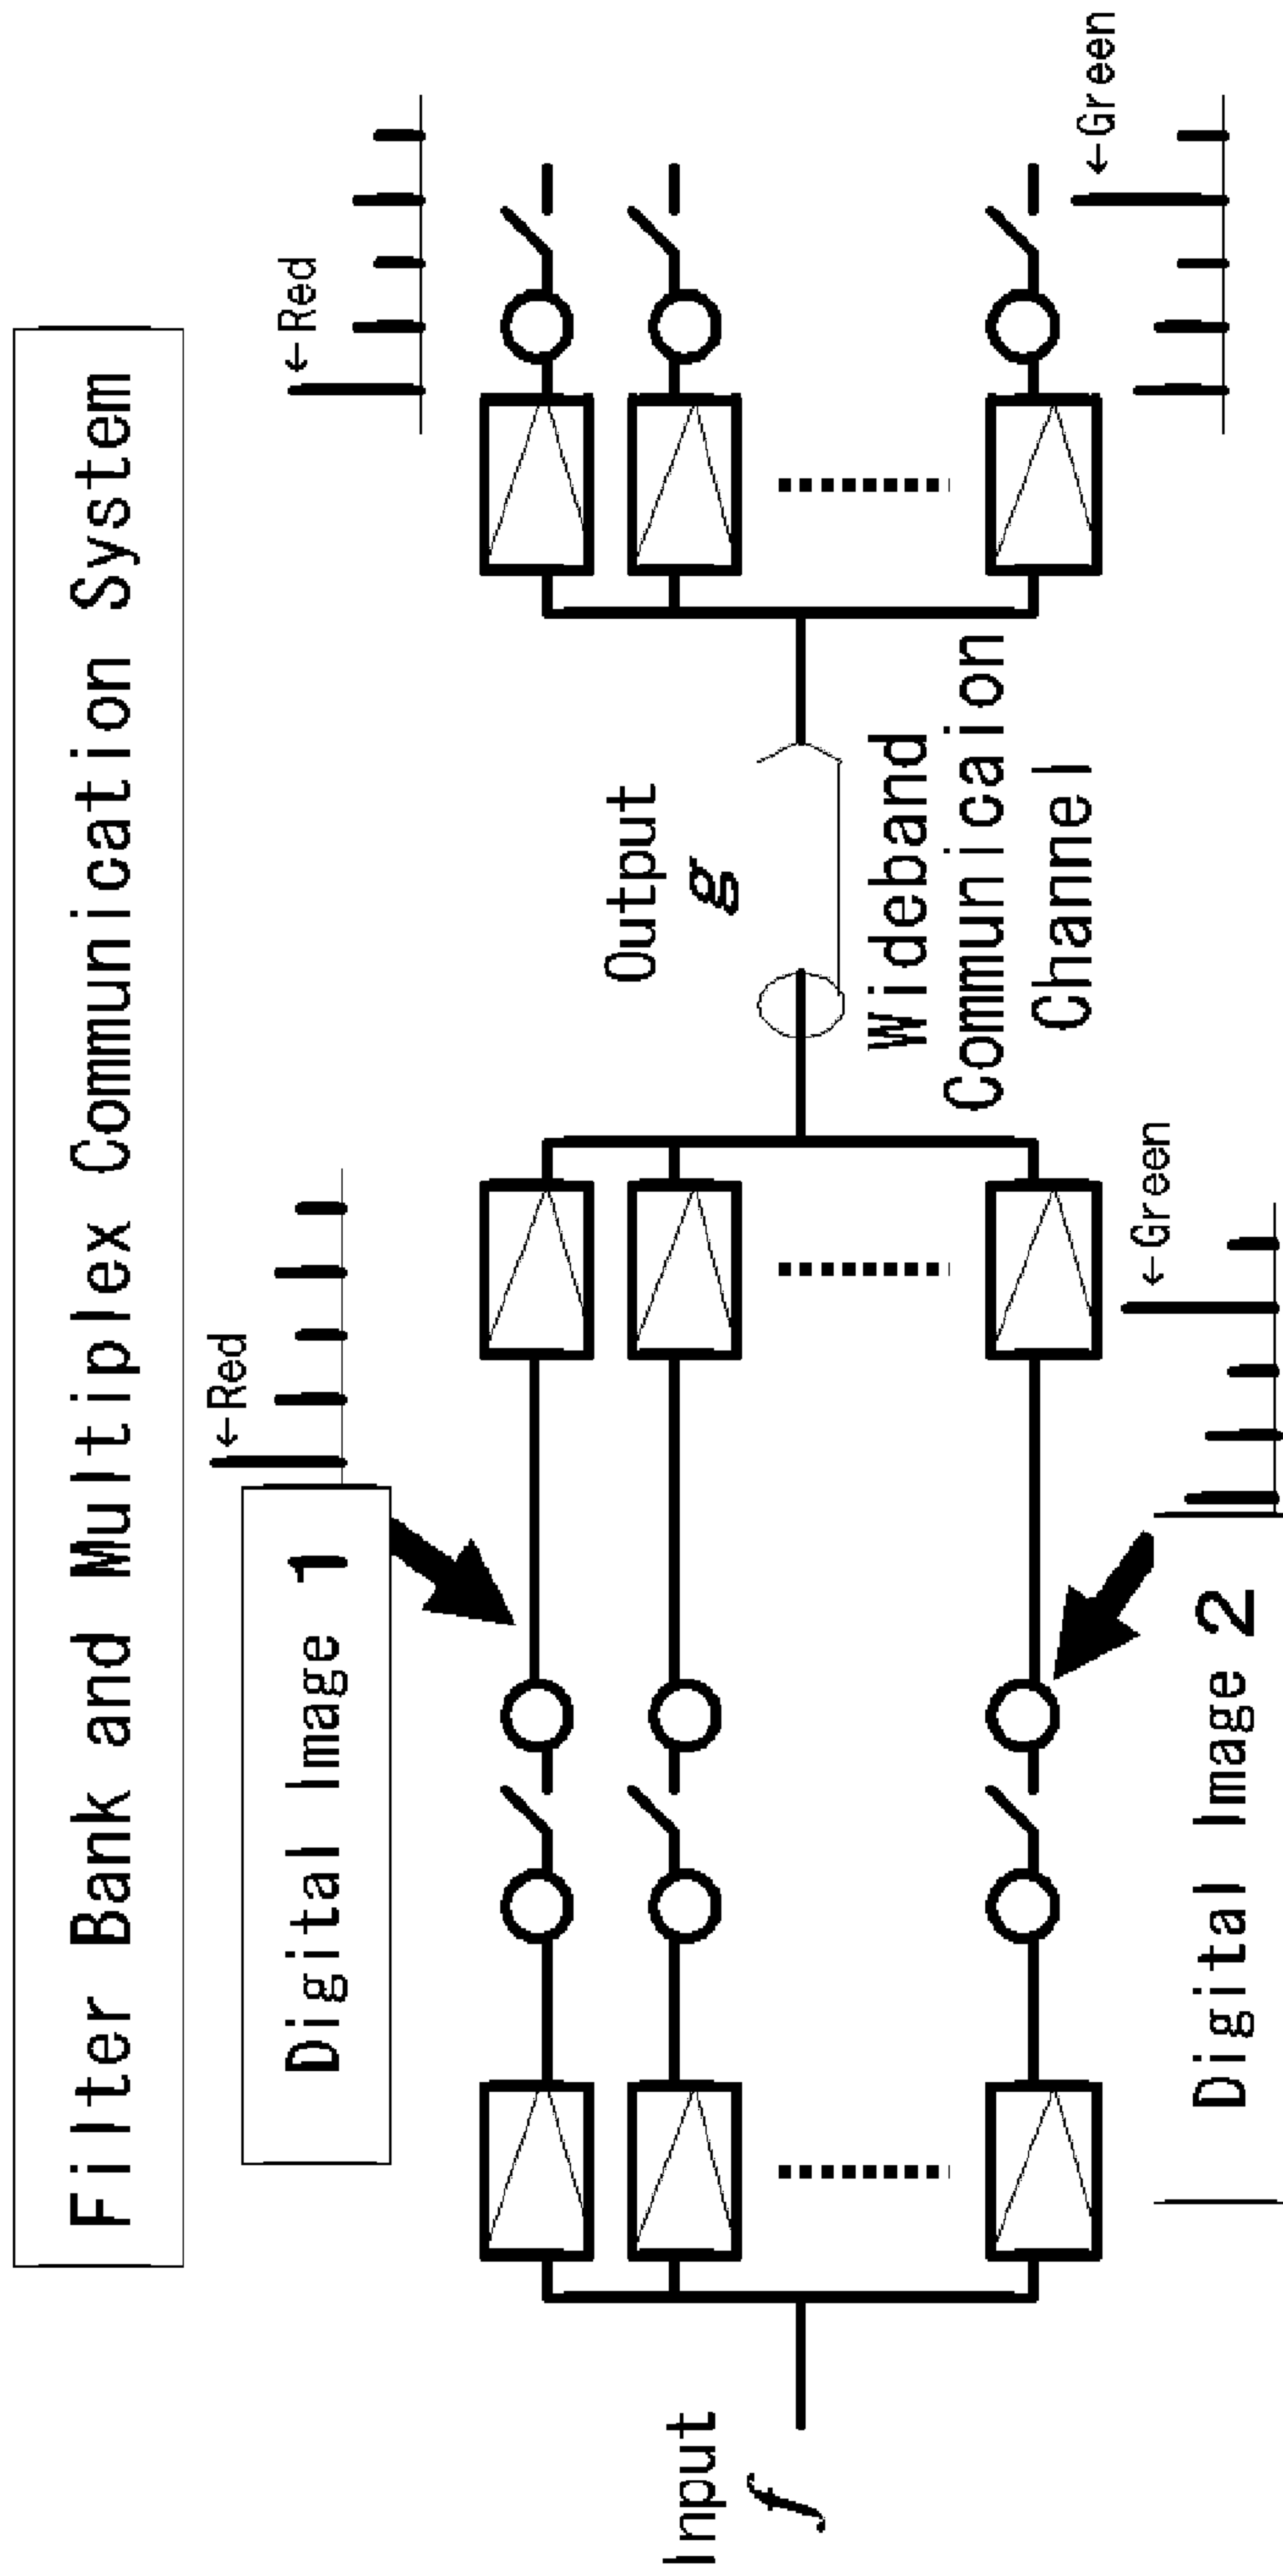 Filter Bank and Multiplex Communication System
←Red
←Red
Digital Image 1
Output
g
Input
f
Wideband
Communicaion
Channel
←Green
←Green
Digital Image 2